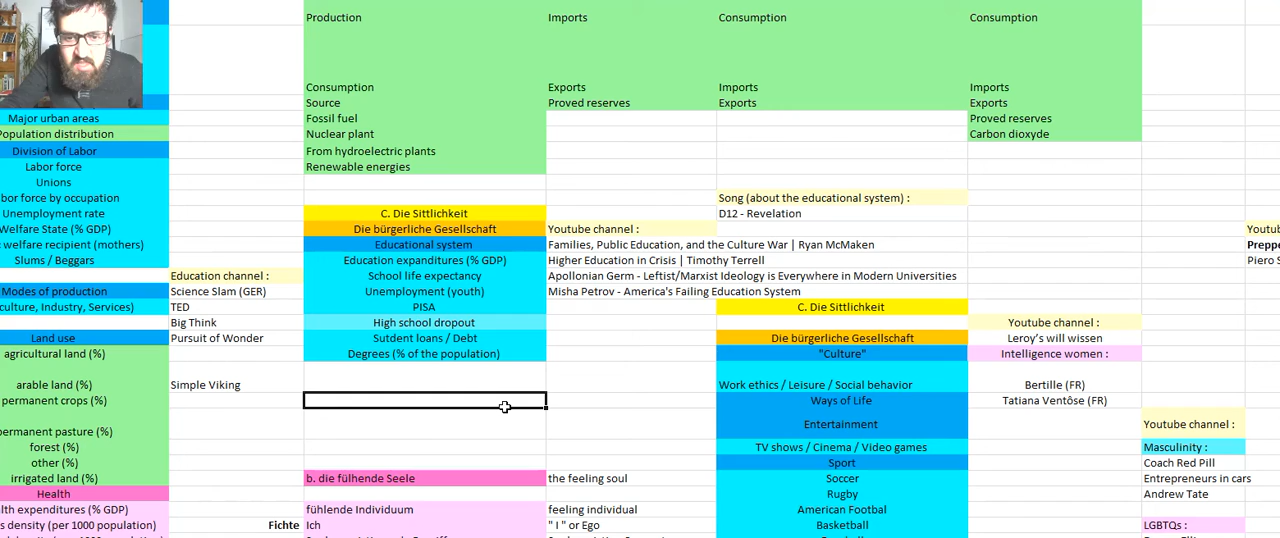 Production Imports Consumption Consumption
Consumption Exports Imports Imports
Source Proved reserves Exports Exports
Major urban areas Fossil fuel Proved reserves
Population distribution Nuclear plant Carbon dioxyde
Division of Labor From hydroelectric plants
Labor force Renewable energies
Unions
bor force by occupation Song (about the educational system) :
Unemployment rate C. Die Sittlichkeit D12 - Revelation
Welfare State (% GDP) Die bürgerliche Gesellschaft Youtube channel : Youtu
welfare recipient (mothers) Educational system Families, Public Education, and the Culture War | Ryan McMaken Preppe
Slums / Beggars Education expenditures (% GDP) Higher Education in Crisis | Timothy Terrell Piero S
Education channel : School life expectancy Apollonian Germ - Leftist/Marxist Ideology is Everywhere in Modern Universities
Modes of production Science Slam (GER) Unemployment (youth) Misha Petrov - America's Failing Education System
culture, Industry, Services) TED PISA C. Die Sittlichkeit
Big Think High school dropout Youtube channel :
Land use Pursuit of Wonder Sutdent loans / Debt Die bürgerliche Gesellschaft Leroy's will wissen
agricultural land (%) Degrees (% of the population) "Culture" Intelligence women :
arable land (%) Simple Viking Work ethics / Leisure / Social behavior Bertille (FR)
permanent crops (%) Ways of Life Tatiana Ventôse (FR)
ermanent pasture (%) Entertainment Youtube channel :
forest (%) TV shows / Cinema / Video games Masculinity :
other (%) Sport Coach Red Pill
irrigated land (%) b. die fülhende Seele the feeling soul Soccer Entrepreneurs in cars
Health Rugby Andrew Tate
lth expenditures (% GDP) fühlende Individuum feeling individual American Footbal
s density (per 1000 population) Fichte Ich " I " or Ego Basketball LGBTQs :